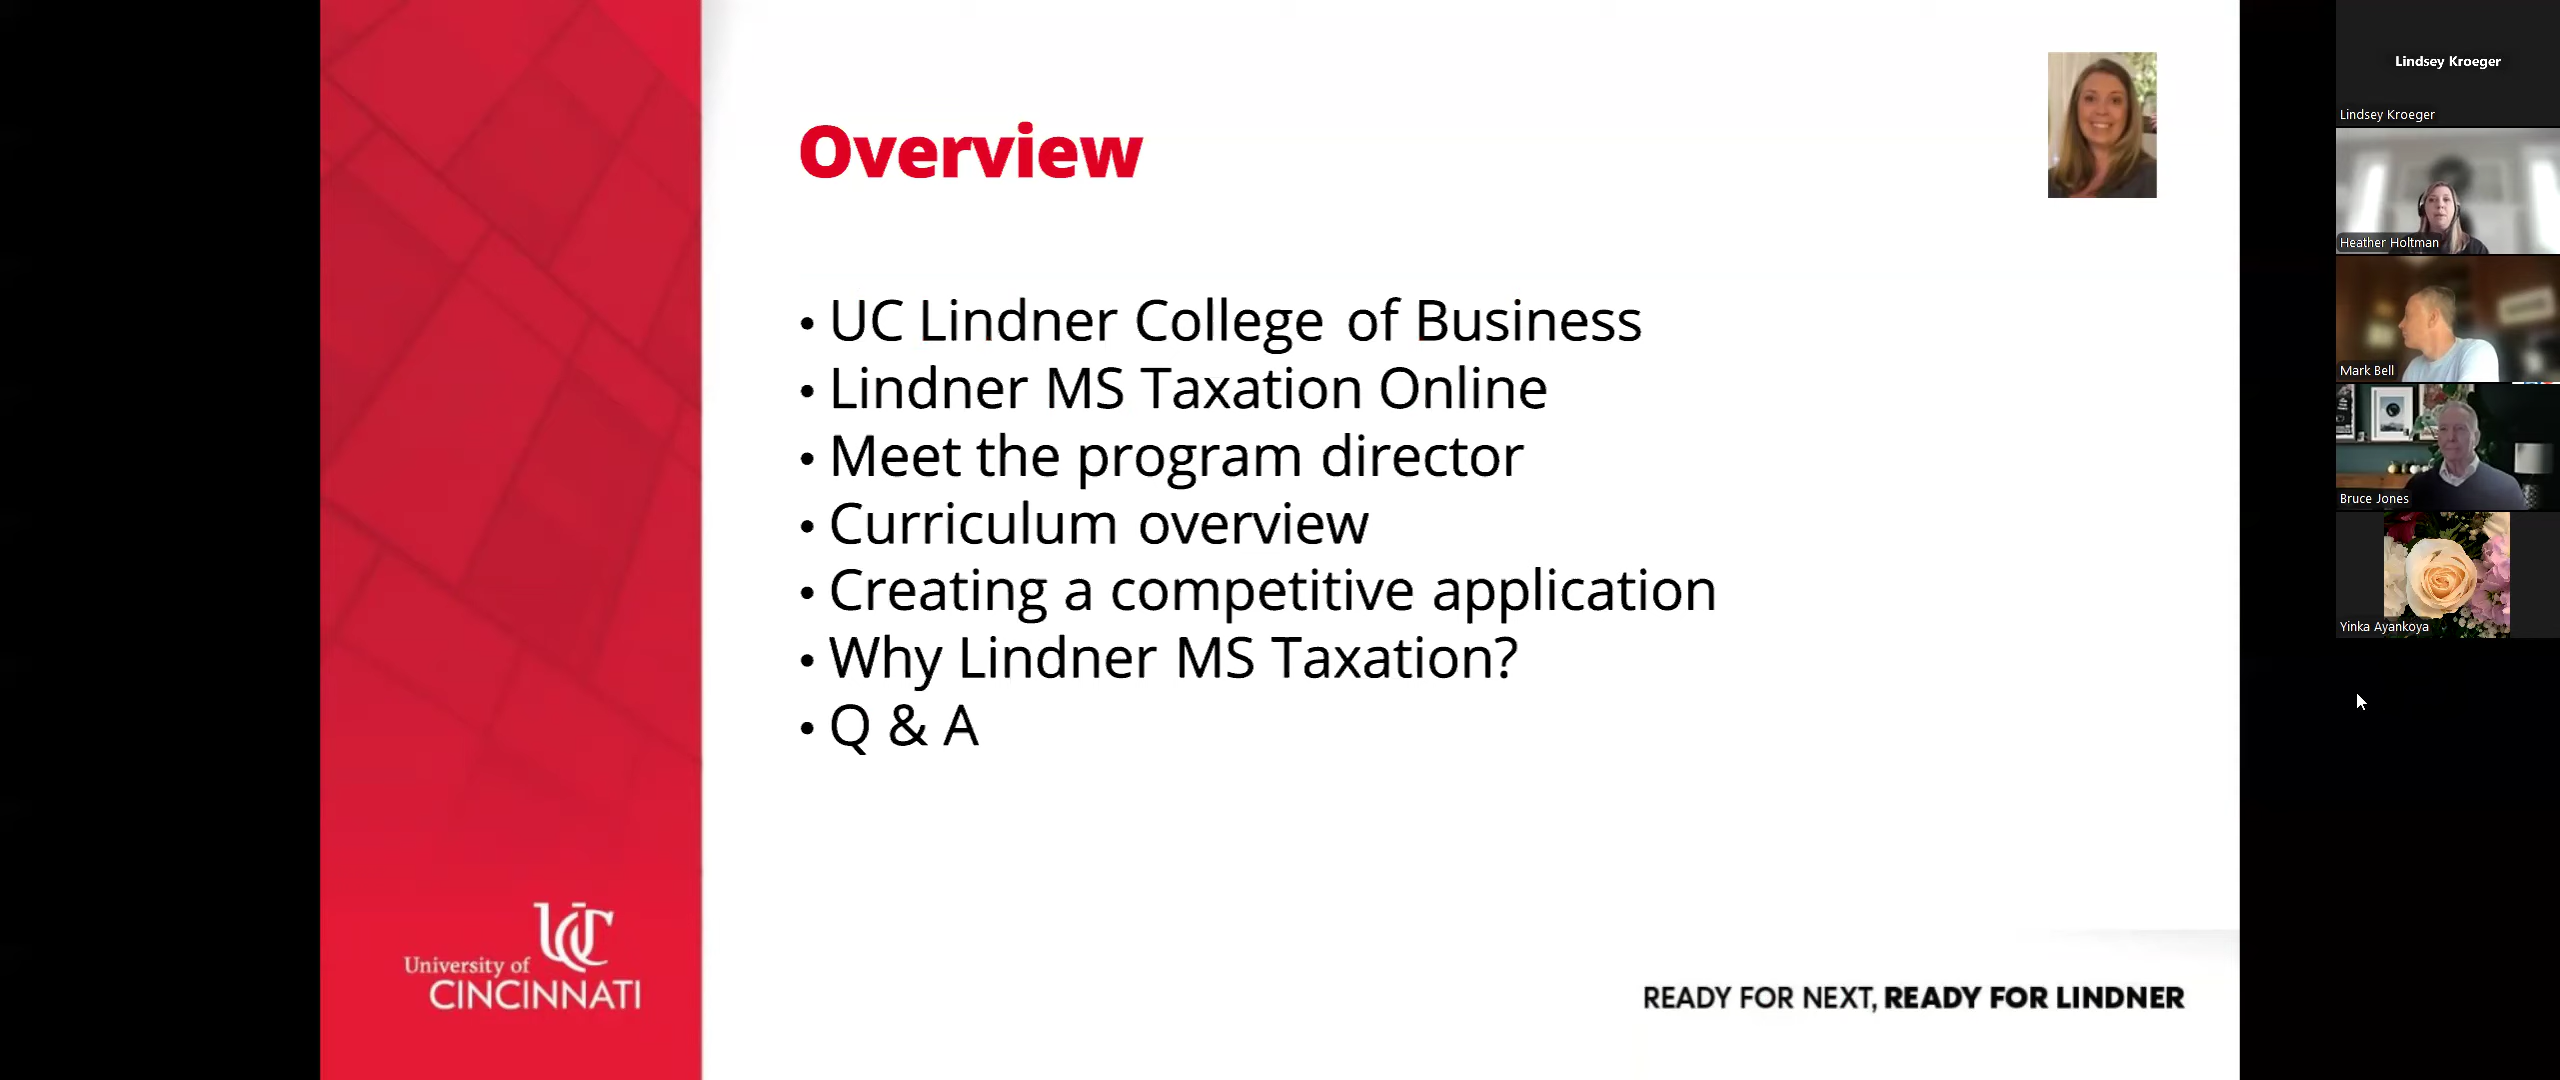 Overview
• UC Lindner College of Business
• Lindner MS Taxation Online
• Meet the program director
• Curriculum overview
• Creating a competitive application
• Why Lindner MS Taxation?
• Q & A
UC
University of
CINCINNATI
READY FOR NEXT, READY FOR LINDNER
Lindsey Kroeger
Lindsey Kroeger
Heather Holtman
Mark Bell
Bruce Jones
Yinka Ayankoya